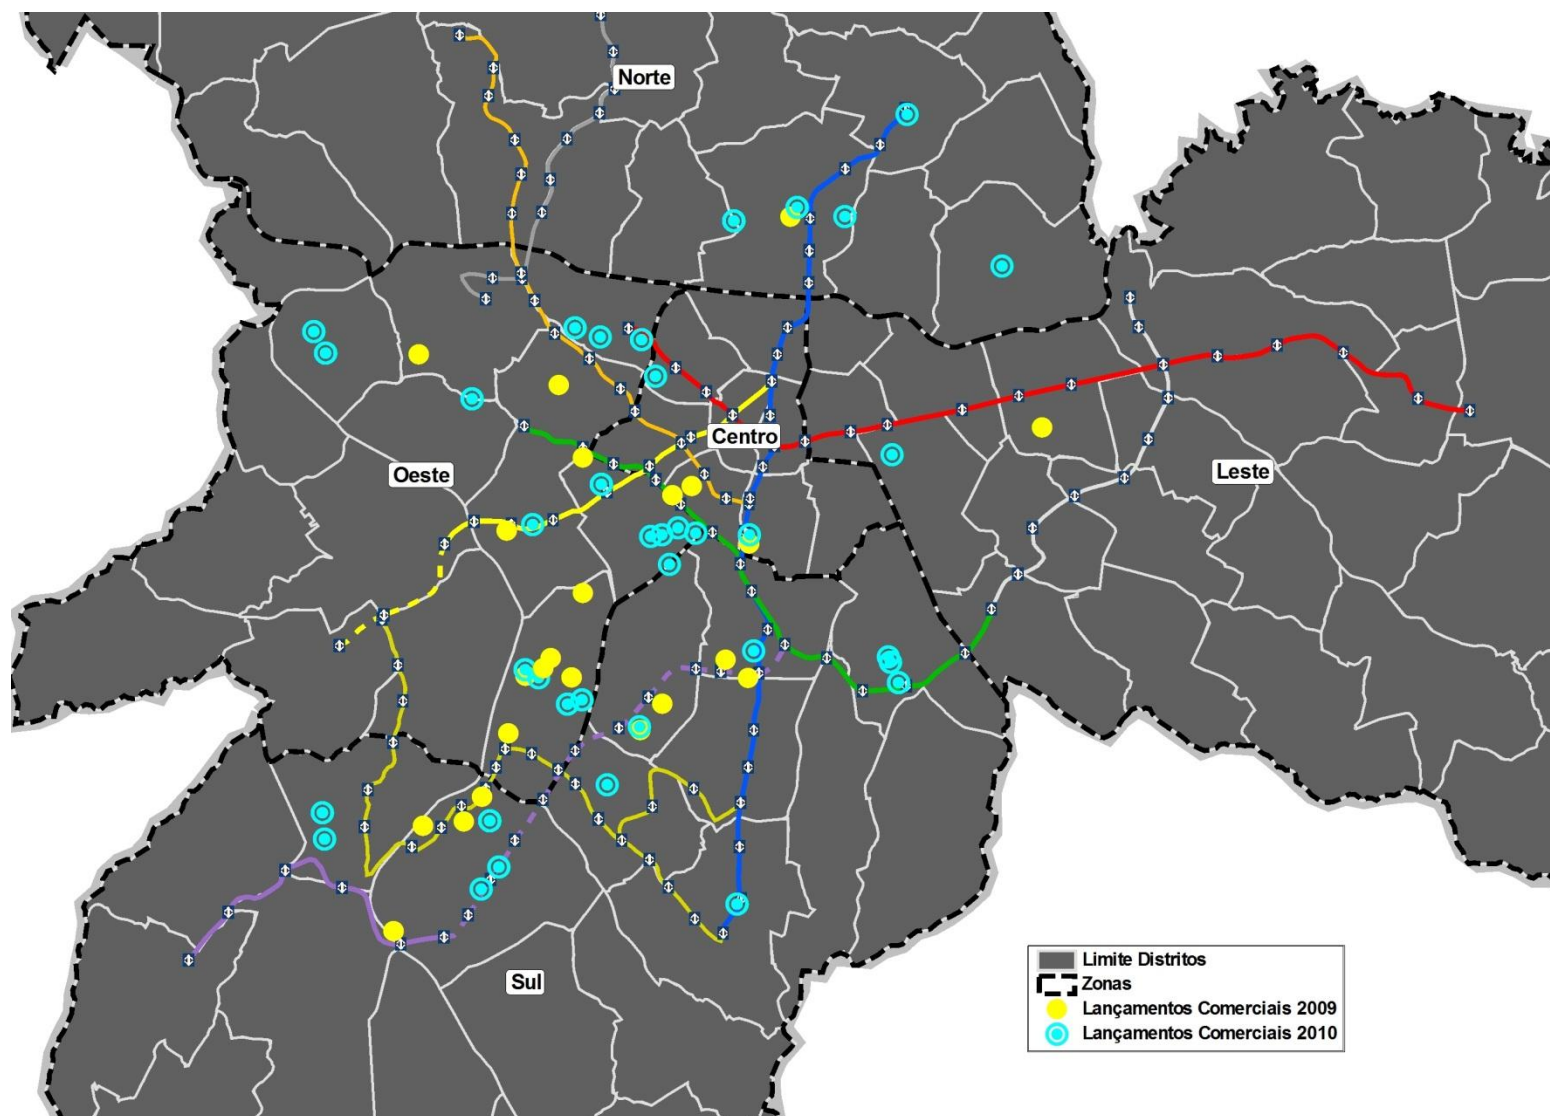 Norte
Centro
Oeste
Leste
Sul
Limite Distritos
Zonas
Lançamentos Comerciais 2009
Lançamentos Comerciais 2010